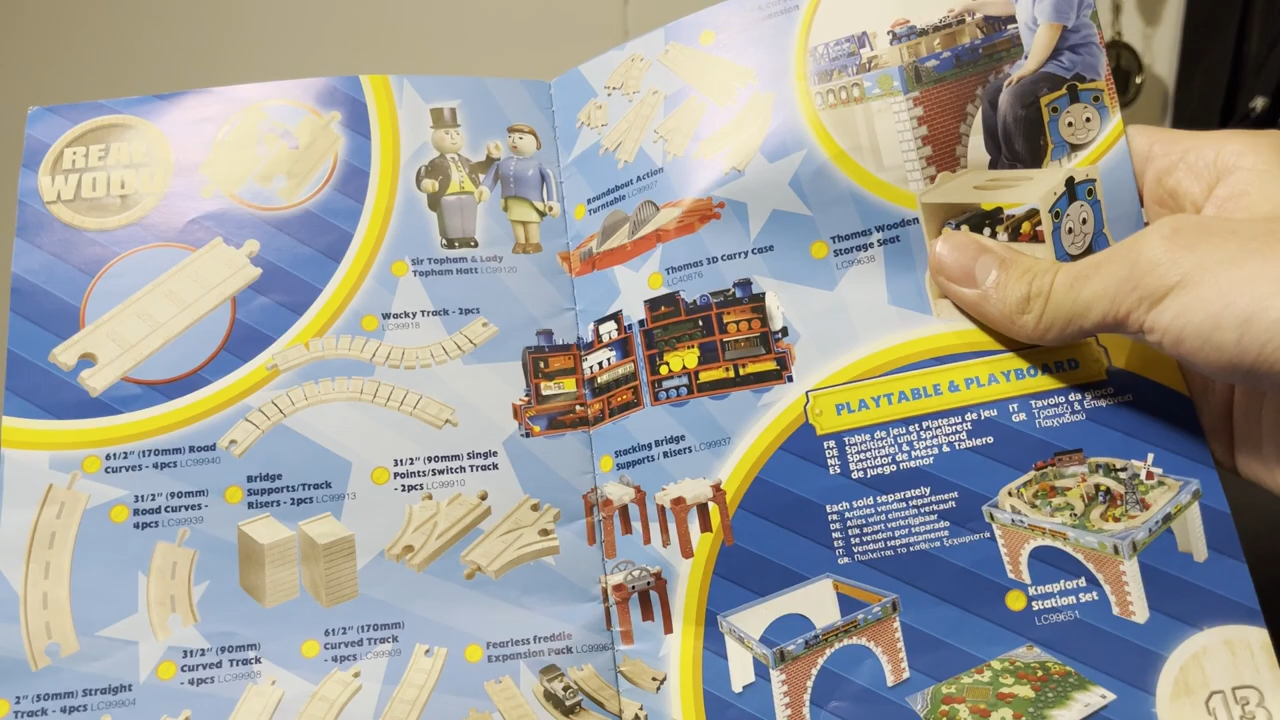 REAL
WOOD
Sir Topham & Lady
Topham Hatt LC99120
Wacky Track - 2pcs
LC99918
61/2" (170mm) Road
Curves - 4pcs LC99940
31/2" (90mm)
Road curves -
4pcs LC99939
Bridge
Supports/Track
Risers - 2pcs LC99913
31/2" (90mm) Single
Points/Switch Track
- 2pcs LC99910
2" (50mm) Straight
Track - 4pcs LC99904
31/2" (90mm)
curved Track
- 4pcs LC99908
61/2" (170mm)
curved Track
- 4pcs LC99909
Fearless freddie
Expansion Pack LC9962
Roundabout Action
Turntable LC99927
Thomas 3D Carry Case
LC40876
Thomas Wooden
Storage Seat
LC99638
Stacking Bridge
Supports / Risers LC99937
PLAYTABLE & PLAYBOARD
FR Table de jeu et Plateau de jeu
DE Spieltisch und Spielbrett
NL Speeltafel & Speelbord
ES Bastidor de Mesa & Tablero
de Juego menor
IT Tavolo da gioco
GR Τραπέζι & Επιφάνεια
Παιχνιδιού
Each sold separately
FR: Articles vendus séparément
DE: Alles wird einzeln verkauft
NL: Elk apart verkrijgbaar
ES: Se venden por separado
IT: Venduti separatamente
GR: Πωλείται το καθένα ξεχωριστά
Knapford
Station Set
LC99651
13